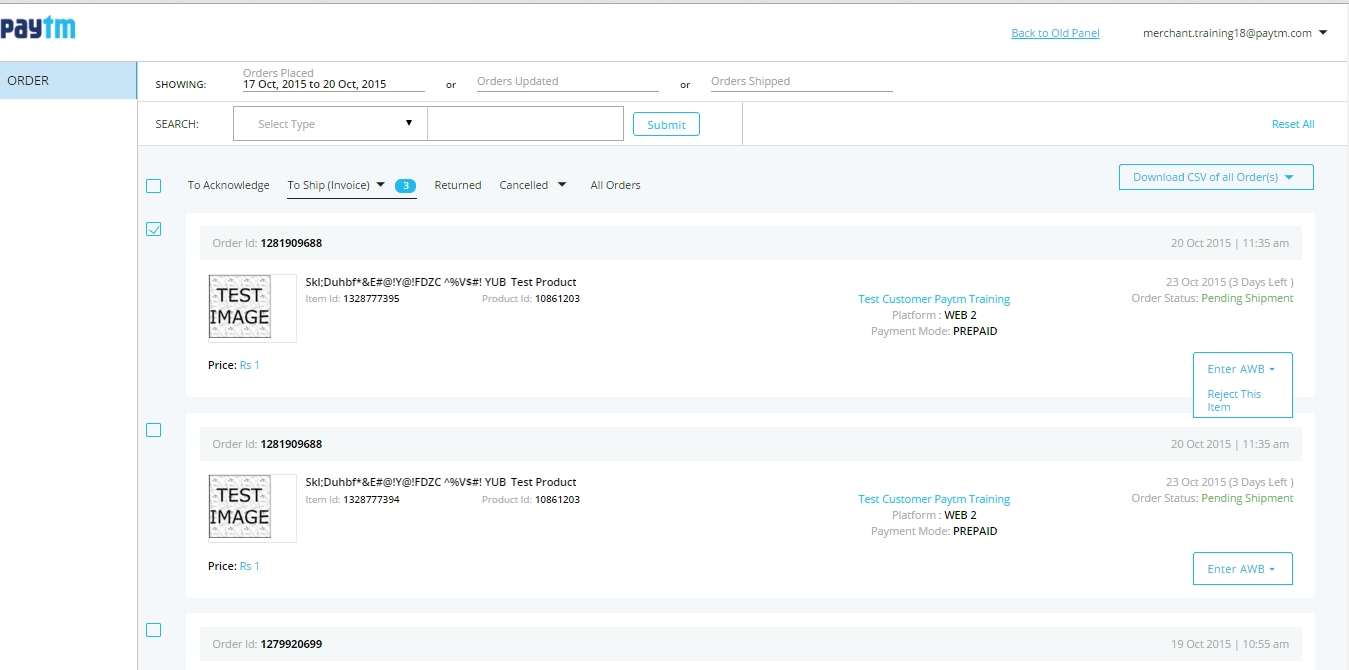 paytm
Back to Old Panel
merchant.training18@paytm.com
ORDER
SHOWING:
Orders Placed
17 Oct, 2015 to 20 Oct, 2015
or
Orders Updated
or
Orders Shipped
SEARCH:
Select Type
Submit
Reset All
To Acknowledge
To Ship (Invoice)
3
Returned
Cancelled
All Orders
Download CSV of all Order(s)
Order Id: 1281909688
20 Oct 2015 | 11:35 am
TEST
IMAGE
Skl;Duhbf*&E#@!Y@!FDZC ^%V$#! YUB Test Product
Item Id: 1328777395
Product Id: 10861203
Test Customer Paytm Training
Platform : WEB 2
Payment Mode: PREPAID
23 Oct 2015 (3 Days Left )
Order Status: Pending Shipment
Price: Rs 1
Enter AWB
Reject This
Item
Order Id: 1281909688
20 Oct 2015 | 11:35 am
TEST
IMAGE
Skl;Duhbf*&E#@!Y@!FDZC ^%V$#! YUB Test Product
Item Id: 1328777394
Product Id: 10861203
Test Customer Paytm Training
Platform : WEB 2
Payment Mode: PREPAID
23 Oct 2015 (3 Days Left )
Order Status: Pending Shipment
Price: Rs 1
Enter AWB
Order Id: 1279920699
19 Oct 2015 | 10:55 am